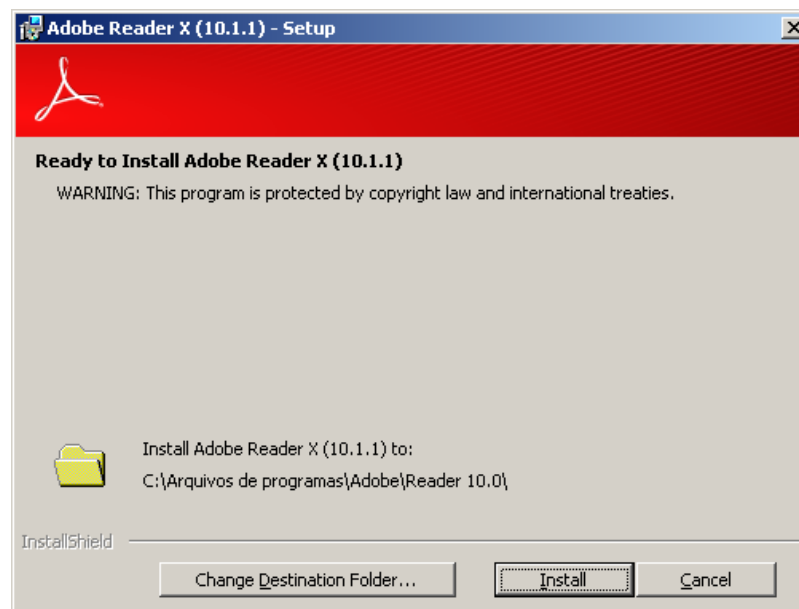 Adobe Reader X (10.1.1) - Setup
Ready to Install Adobe Reader X (10.1.1)
WARNING: This program is protected by copyright law and international treaties.
Install Adobe Reader X (10.1.1) to:
C:\Arquivos de programas\Adobe\Reader 10.0\
InstallShield
Change Destination Folder...
Install
Cancel